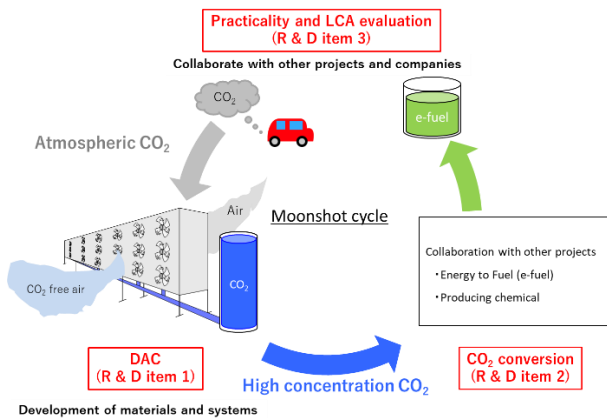 Practicality and LCA evaluation
(R & D item 3)
Collaborate with other projects and companies
CO₂
e-fuel
Atmospheric CO₂
Air
Moonshot cycle
CO₂
CO₂ free air
Collaboration with other projects
・Energy to Fuel (e-fuel)
・Producing chemical
DAC
(R & D item 1)
High concentration CO₂
CO₂ conversion
(R & D item 2)
Development of materials and systems